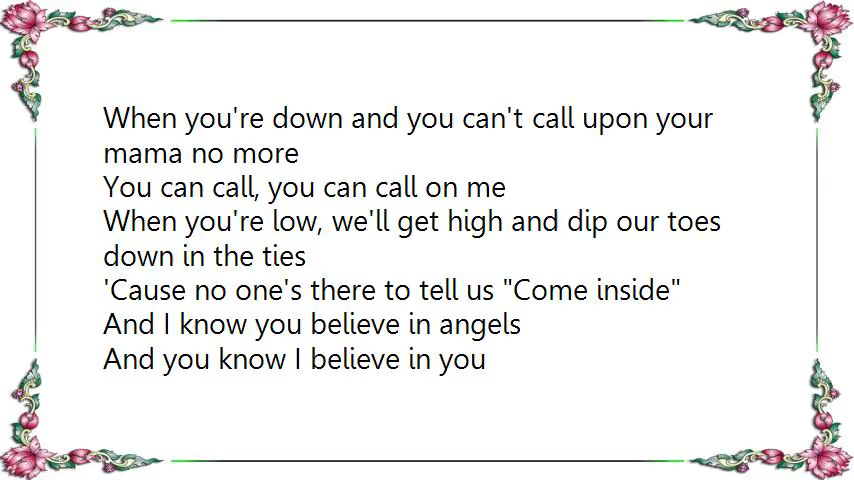 When you're down and you can't call upon your
mama no more
You can call, you can call on me
When you're low, we'll get high and dip our toes
down in the ties
'Cause no one's there to tell us "Come inside"
And I know you believe in angels
And you know I believe in you